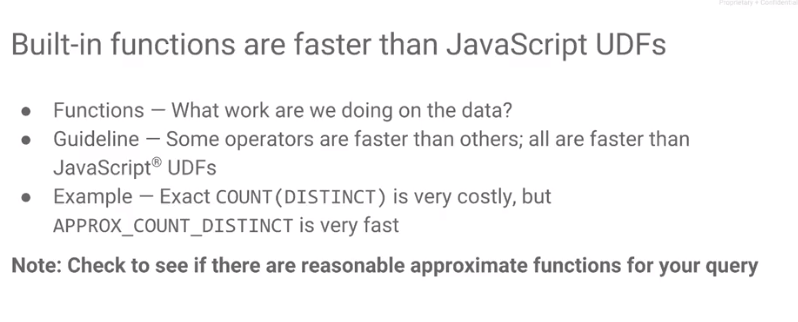 Proprietary + Confidential
Built-in functions are faster than JavaScript UDFs
● Functions — What work are we doing on the data?
● Guideline — Some operators are faster than others; all are faster than
JavaScript® UDFs
● Example — Exact COUNT(DISTINCT) is very costly, but
APPROX_COUNT_DISTINCT is very fast
Note: Check to see if there are reasonable approximate functions for your query